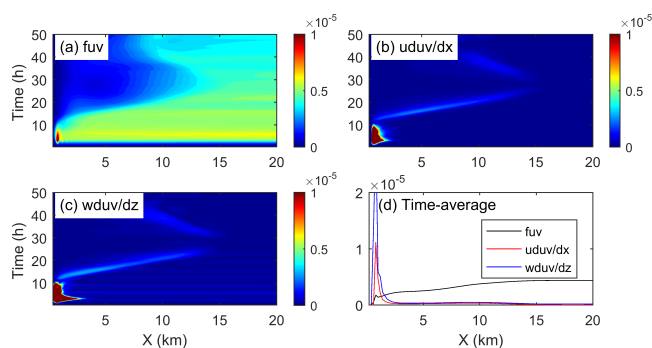 ×10^-5
×10^-5
50 (a) fuv 1 50 (b) uduv/dx 1
40 40
Time (h) 30 0.5 30 0.5
20 20
10 10
0 0
5 10 15 20 5 10 15 20
×10^-5 ×10^-5
50 (c) wduv/dz 1 2 (d) Time-average
40
Time (h) 30 0.5 1 fuv
20 uduv/dx
10 wduv/dz
0 0
5 10 15 20 5 10 15 20
X (km) X (km)